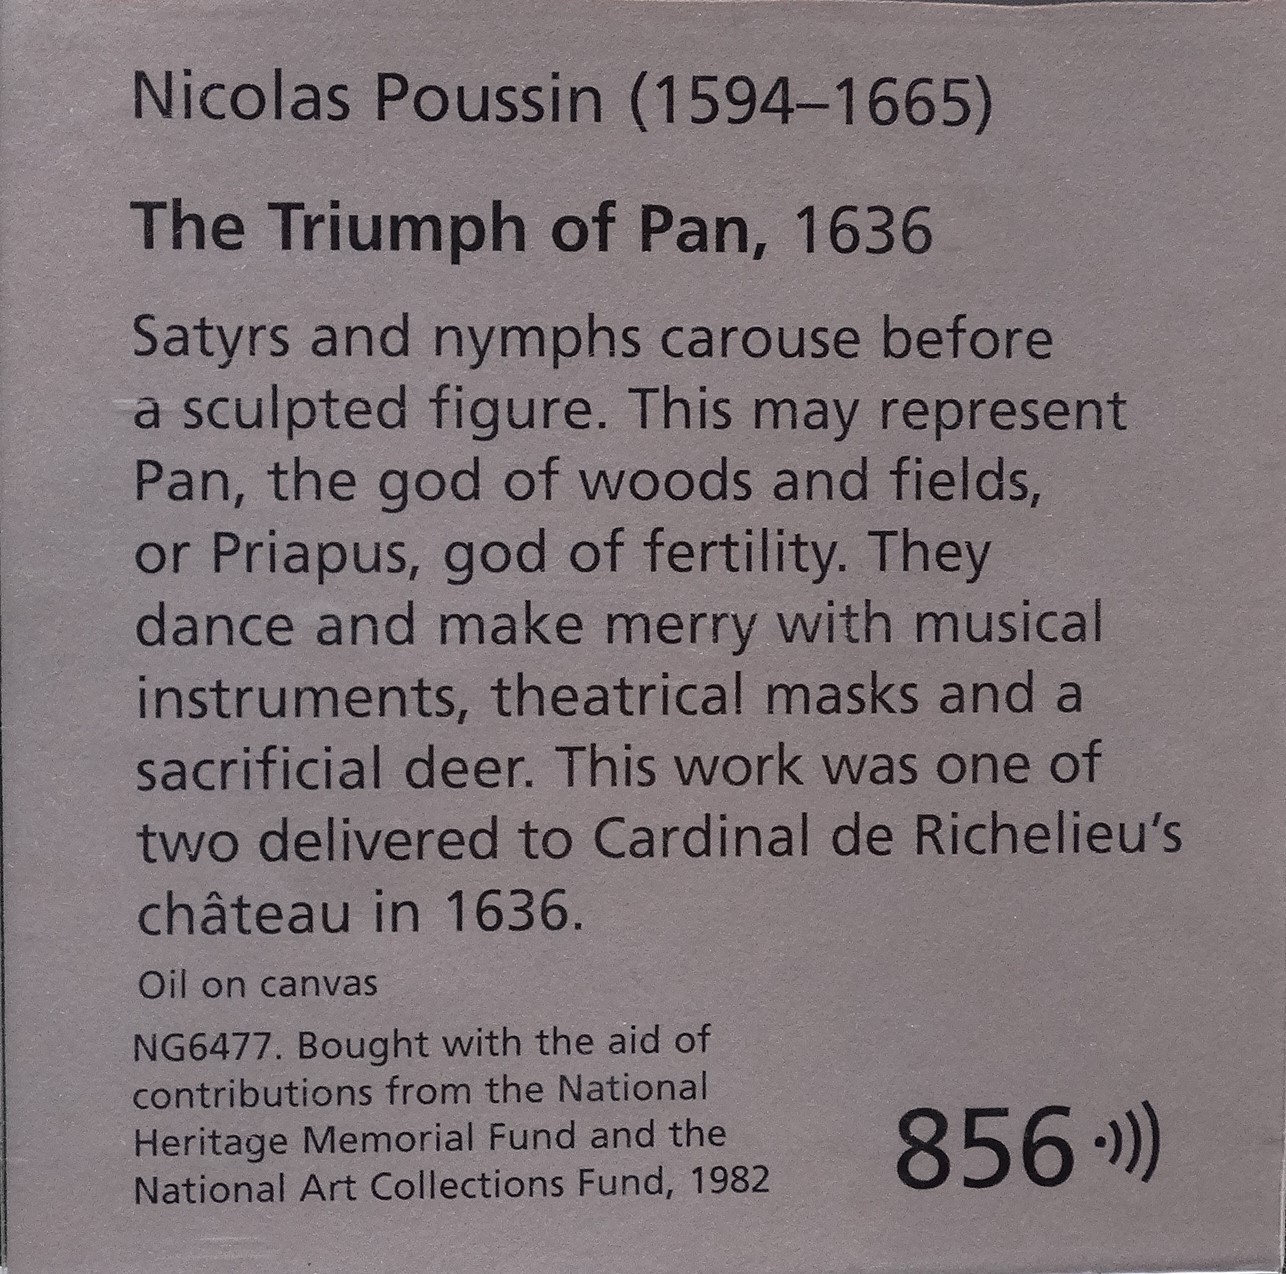 Nicolas Poussin (1594–1665)
The Triumph of Pan, 1636
Satyrs and nymphs carouse before
a sculpted figure. This may represent
Pan, the god of woods and fields,
or Priapus, god of fertility. They
dance and make merry with musical
instruments, theatrical masks and a
sacrificial deer. This work was one of
two delivered to Cardinal de Richelieu’s
château in 1636.
Oil on canvas
NG6477. Bought with the aid of
contributions from the National
Heritage Memorial Fund and the
National Art Collections Fund, 1982
856